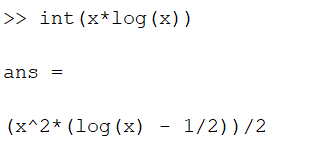 >> int(x*log(x))
ans =
(x^2*(log(x) - 1/2))/2